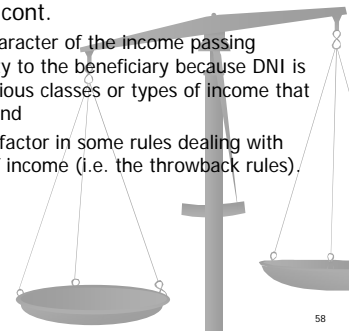 cont.
aracter of the income passing
y to the beneficiary because DNI is
ious classes or types of income that
nd
factor in some rules dealing with
f income (i.e. the throwback rules).
58